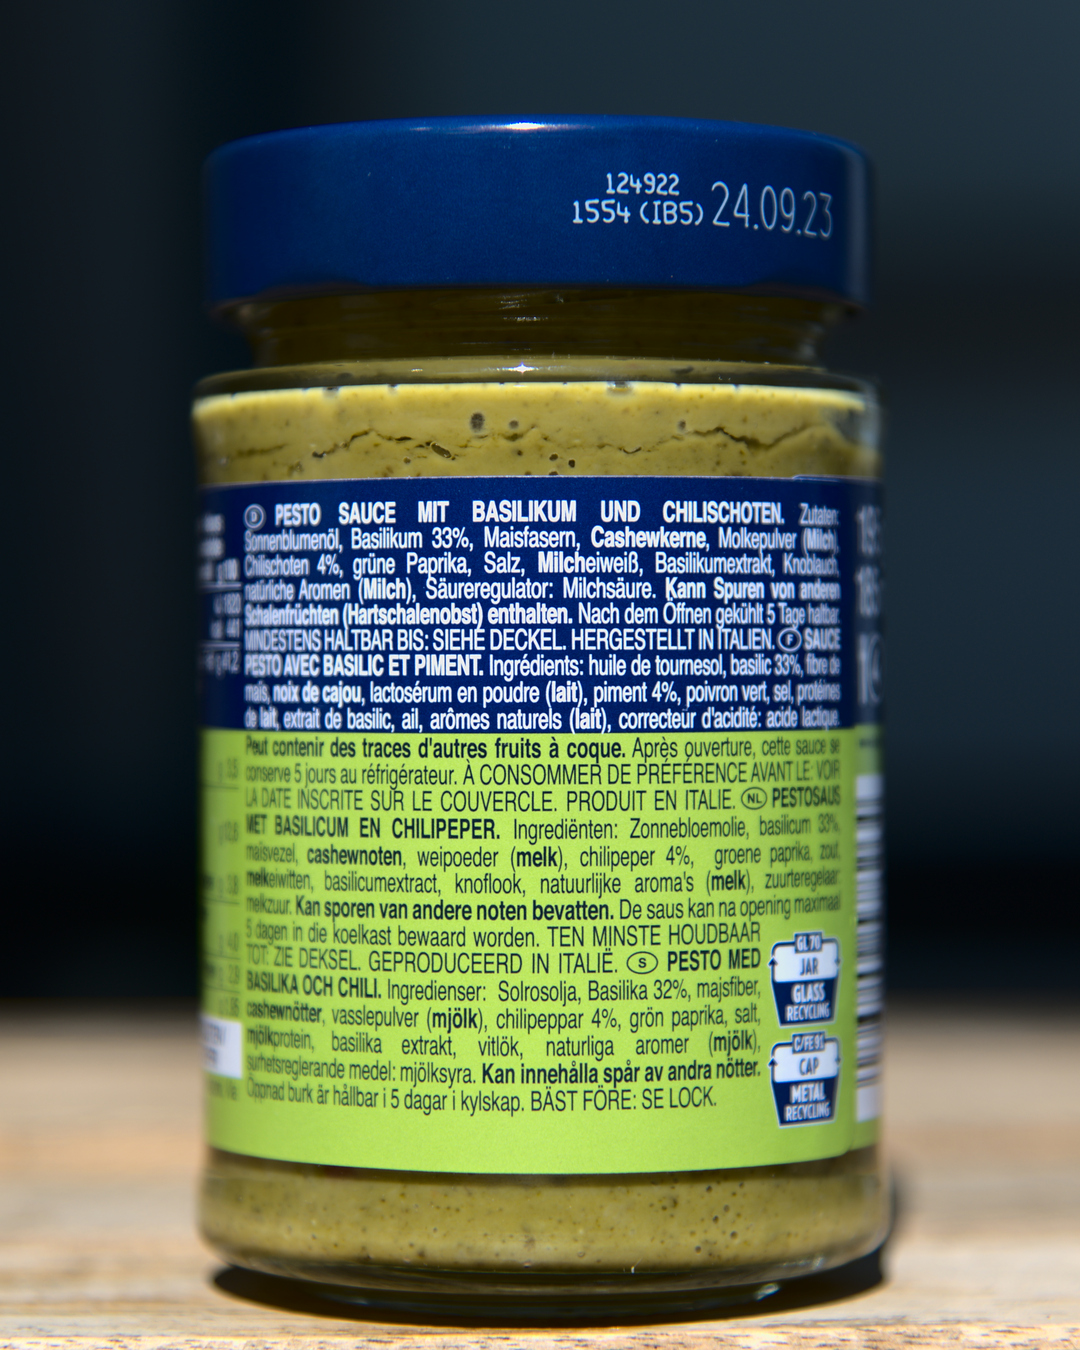 124922
1554 (IB5) 24.09.23
D PESTO SAUCE MIT BASILIKUM UND CHILISCHOTEN. Zutaten:
Sonnenblumenöl, Basilikum 33%, Maisfasern, Cashewkerne, Molkepulver (Milch),
Chilischoten 4%, grüne Paprika, Salz, Milcheiweiß, Basilikumextrakt, Knoblauch,
natürliche Aromen (Milch), Säureregulator: Milchsäure. Kann Spuren von anderen
Schalenfrüchten (Hartschalenobst) enthalten. Nach dem Öffnen gekühlt 5 Tage haltbar.
MINDESTENS HALTBAR BIS: SIEHE DECKEL. HERGESTELLT IN ITALIEN. F SAUCE
PESTO AVEC BASILIC ET PIMENT. Ingrédients: huile de tournesol, basilic 33%, fibre de
maïs, noix de cajou, lactosérum en poudre (lait), piment 4%, poivron vert, sel, protéines
de lait, extrait de basilic, ail, arômes naturels (lait), correcteur d'acidité: acide lactique.
Peut contenir des traces d'autres fruits à coque. Après ouverture, cette sauce se
conserve 5 jours au réfrigérateur. À CONSOMMER DE PRÉFÉRENCE AVANT LE: VOIR
LA DATE INSCRITE SUR LE COUVERCLE. PRODUIT EN ITALIE. NL PESTOSAUS
MET BASILICUM EN CHILIPEPER. Ingrediënten: Zonnebloemolie, basilicum 33%,
maisvezel, cashewnoten, weipoeder (melk), chilipeper 4%, groene paprika, zout,
melkeiwitten, basilicumextract, knoflook, natuurlijke aroma's (melk), zuurteregelaar:
melkzuur. Kan sporen van andere noten bevatten. De saus kan na opening maximaal
5 dagen in die koelkast bewaard worden. TEN MINSTE HOUDBAAR
TOT: ZIE DEKSEL. GEPRODUCEERD IN ITALIË. S PESTO MED
BASILIKA OCH CHILI. Ingredienser: Solrosolja, Basilika 32%, majsfiber,
cashewnötter, vasslepulver (mjölk), chilipeppar 4%, grön paprika, salt,
mjölkprotein, basilika extrakt, vitlök, naturliga aromer (mjölk),
surhetsreglerande medel: mjölksyra. Kan innehålla spår av andra nötter.
Öppnad burk är hållbar i 5 dagar i kylskap. BÄST FÖRE: SE LOCK.
GL 70
JAR
GLASS
RECYCLING
C/FE 91
CAP
METAL
RECYCLING